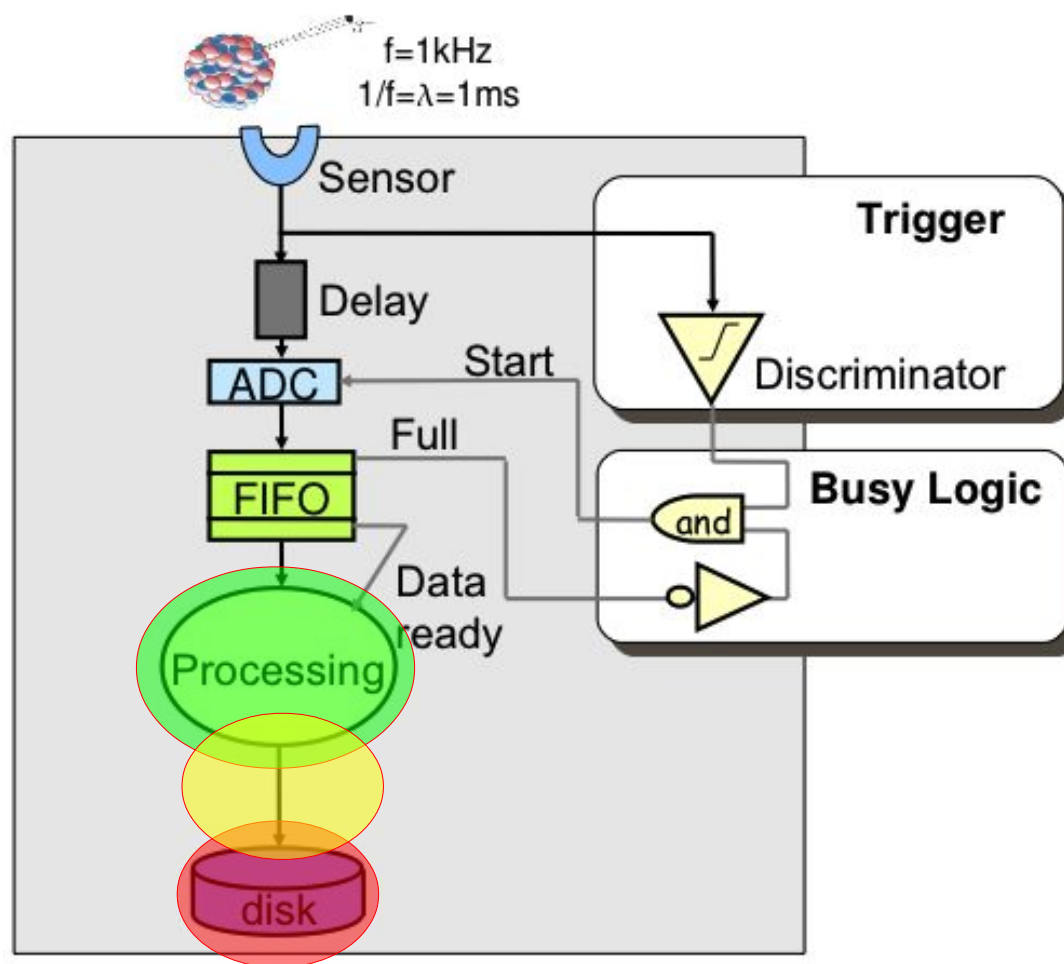 f=1kHz
1/f=λ=1ms
Sensor
Trigger
Delay
Discriminator
Start
ADC
Full
Busy Logic
FIFO
and
Data
ready
Processing
disk